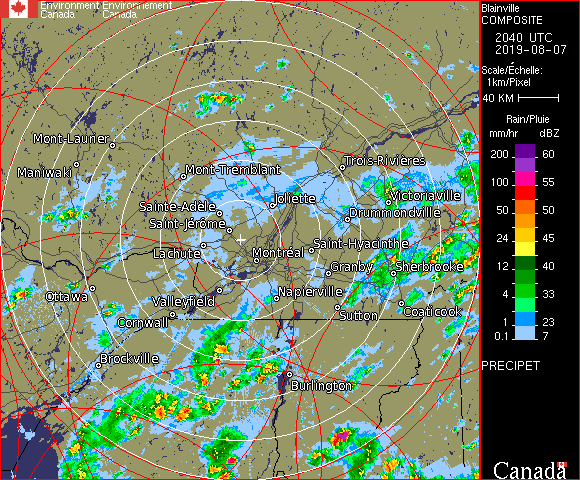 Environment Environnement
Canada Canada
Blainville
COMPOSITE
2040 UTC
2019-08-07
Scale/Échelle:
1km/Pixel
40 KM
Rain/Pluie
mm/hr dBZ
200 60
100 55
50 50
24 45
12 40
4 33
1 23
0.1 7
PRECIPET
Canada
Mont-Laurier
Maniwaki
Mont-Tremblant
Trois-Rivières
Joliette
Victoriaville
Sainte-Adèle
Drummondville
Saint-Jérôme
Saint-Hyacinthe
Lachute
Montréal
Granby
Sherbrooke
Ottawa
Valleyfield
Napierville
Coaticook
Cornwall
Sutton
Brockville
Burlington